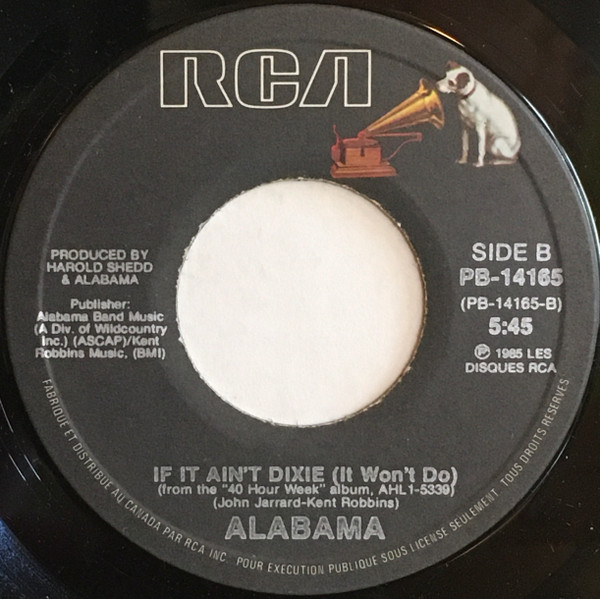 RCA
PRODUCED BY
HAROLD SHEDD
& ALABAMA
Publisher:
Alabama Band Music
(A Div. of Wildcountry
Inc.) (ASCAP)/Kent
Robbins Music, (BMI)
SIDE B
PB-14165
(PB-14165-B)
5:45
℗ 1985 LES
DISQUES RCA
IF IT AIN'T DIXIE (It Won't Do)
(from the "40 Hour Week" album, AHL1-5339)
(John Jarrard-Kent Robbins)
ALABAMA
FABRIQUE ET DISTRIBUE AU CANADA PAR RCA INC. POUR EXECUTION PUBLIQUE SOUS LICENSE SEULEMENT. TOUS DROITS RESERVES